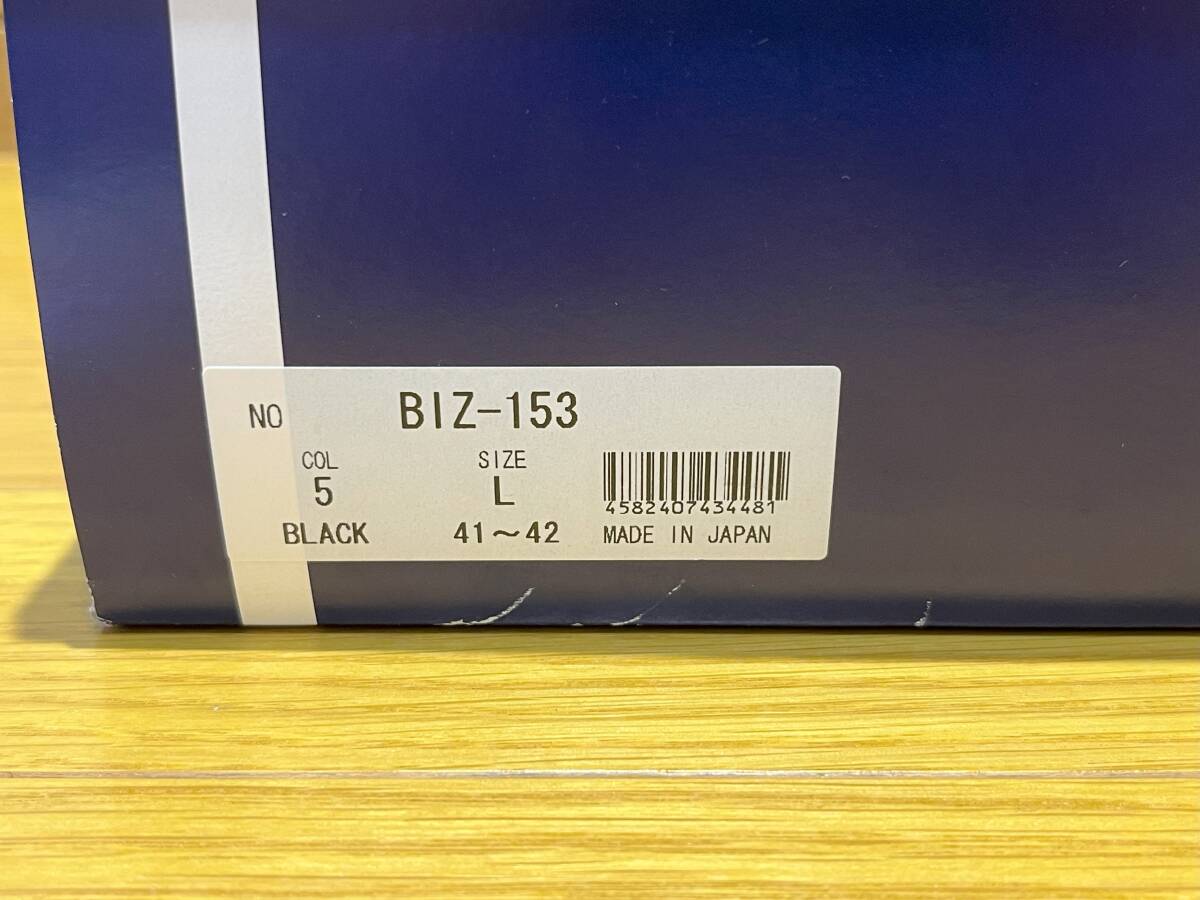 NO BIZ-153
COL SIZE
5 L
4582407434481
BLACK 41～42 MADE IN JAPAN